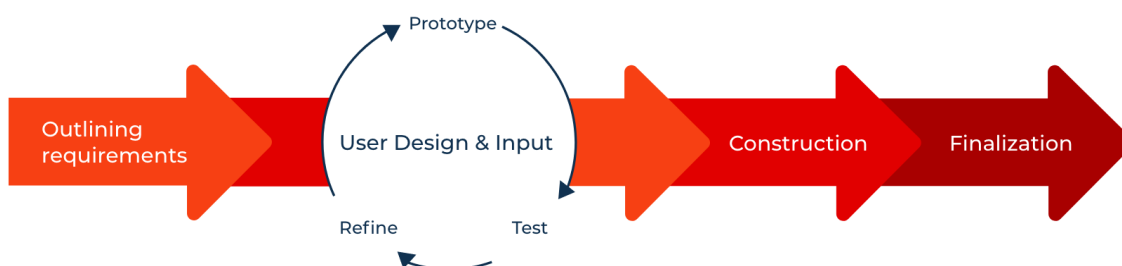 Outlining
requirements
Prototype
User Design & Input
Refine
Test
Construction
Finalization